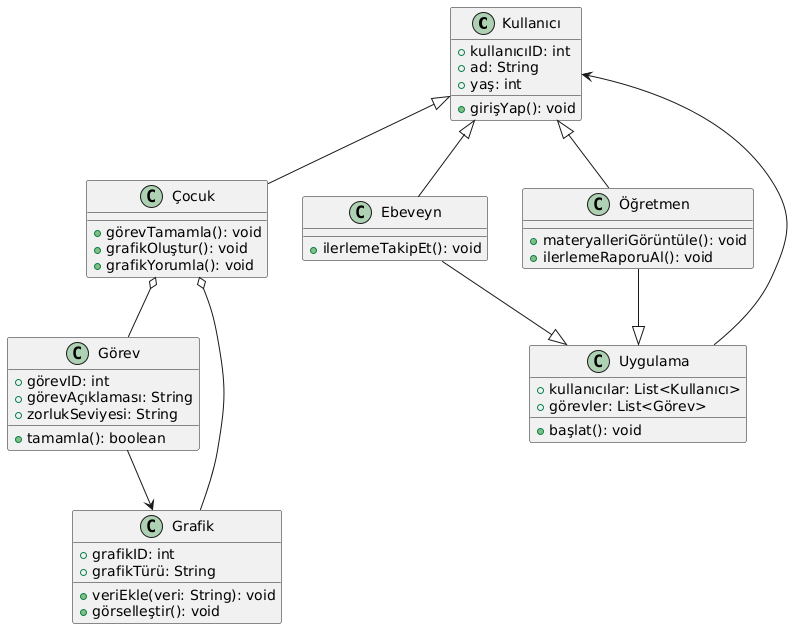 C Kullanıcı
kullanıcıID: int
ad: String
yaş: int
girişYap(): void
C Çocuk
görevTamamla(): void
grafikOluştur(): void
grafikYorumla(): void
C Ebeveyn
ilerlemeTakipEt(): void
C Öğretmen
materyalleriGörüntüle(): void
ilerlemeRaporuAl(): void
C Görev
görevID: int
görevAçıklaması: String
zorlukSeviyesi: String
tamamla(): boolean
C Uygulama
kullanıcılar: List<Kullanıcı>
görevler: List<Görev>
başlat(): void
C Grafik
grafikID: int
grafikTürü: String
veriEkle(veri: String): void
görselleştir(): void